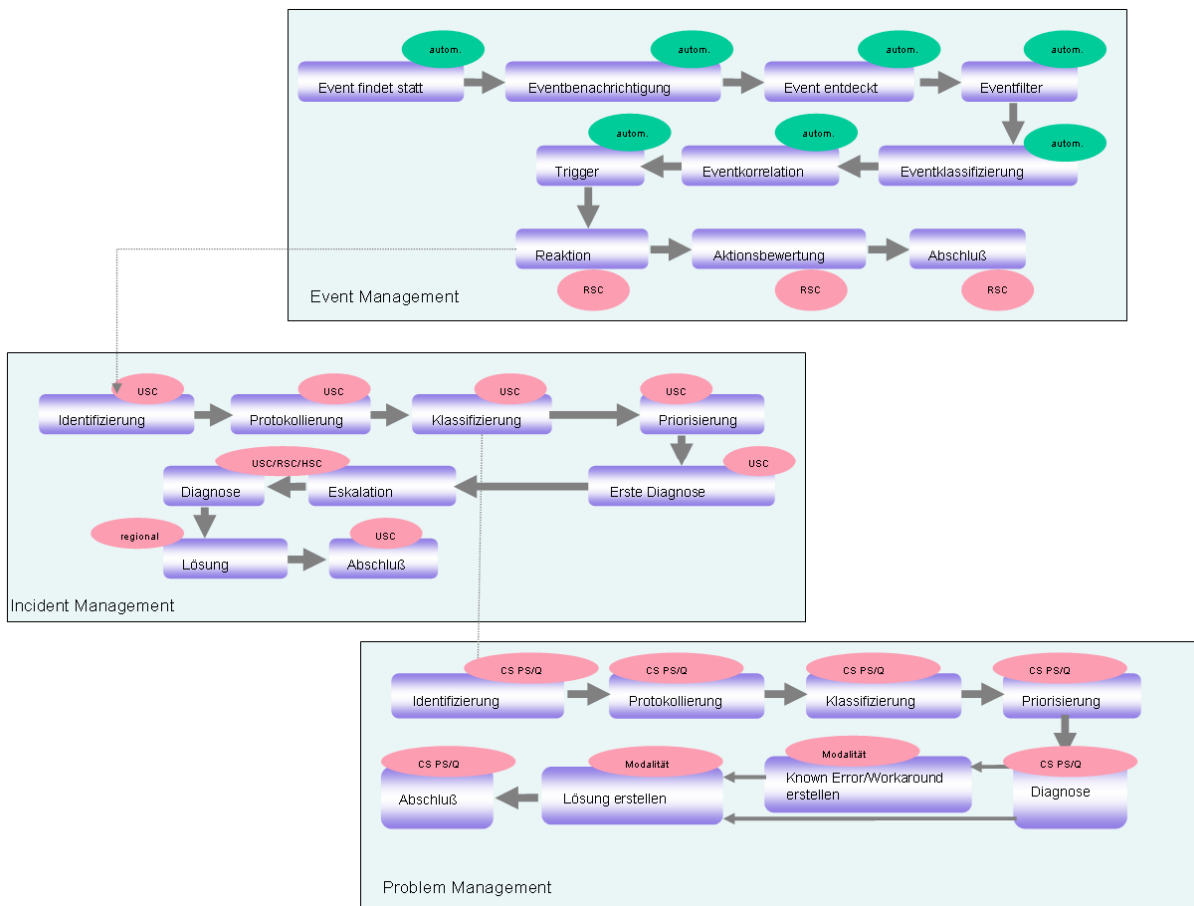 autom.
autom.
autom.
autom.
Event findet statt
Eventbenachrichtigung
Event entdeckt
Eventfilter
autom.
autom.
autom.
Trigger
Eventkorrelation
Eventklassifizierung
Reaktion
Aktionsbewertung
Abschluß
RSC
RSC
RSC
Event Management
USC
USC
USC
USC
Identifizierung
Protokollierung
Klassifizierung
Priorisierung
USC/RSC/HSC
USC
Diagnose
Eskalation
Erste Diagnose
regional
USC
Lösung
Abschluß
Incident Management
CS PS/Q
CS PS/Q
CS PS/Q
CS PS/Q
Identifizierung
Protokollierung
Klassifizierung
Priorisierung
CS PS/Q
Modalität
Modalität
CS PS/Q
Abschluß
Lösung erstellen
Known Error/Workaround
erstellen
Diagnose
Problem Management